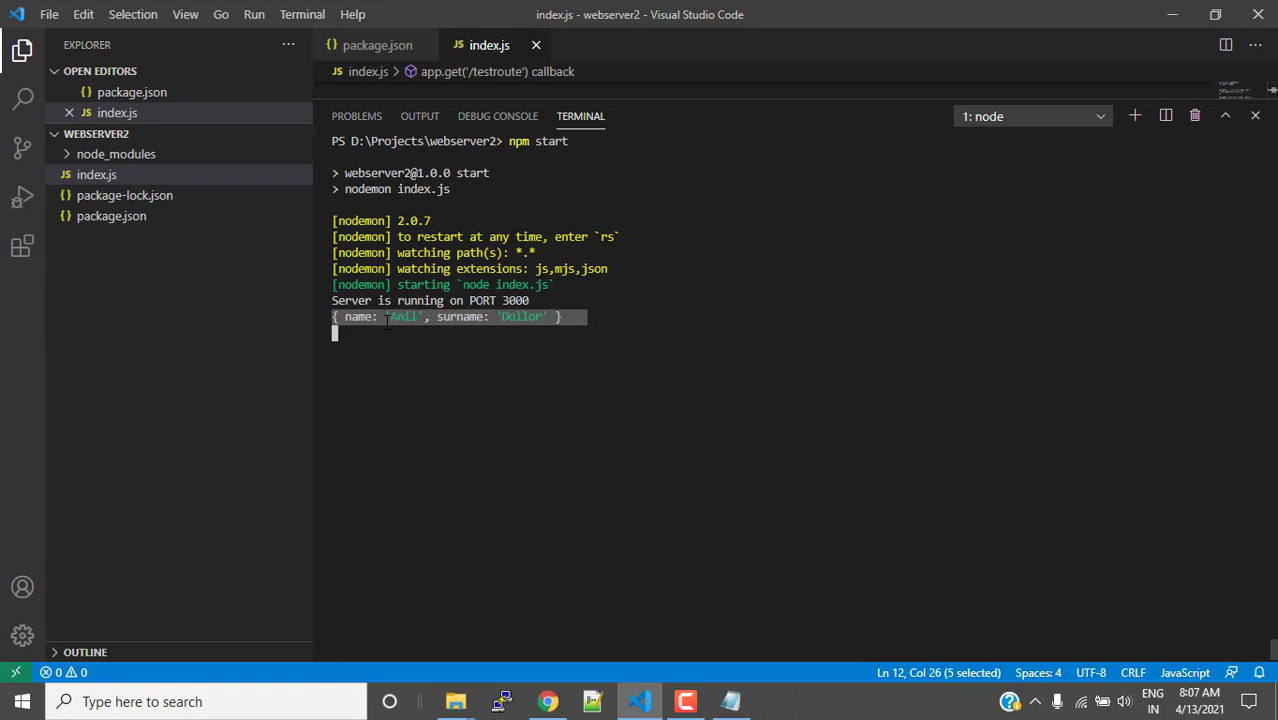 File Edit Selection View Go Run Terminal Help index.js - webserver2 - Visual Studio Code
EXPLORER
{} package.json JS index.js
OPEN EDITORS
JS index.js > app.get('/testroute') callback
{} package.json
JS index.js
WEBSERVER2
node_modules
JS index.js
{} package-lock.json
{} package.json
PROBLEMS OUTPUT DEBUG CONSOLE TERMINAL 1: node
PS D:\Projects\webserver2> npm start
> webserver2@1.0.0 start
> nodemon index.js
[nodemon] 2.0.7
[nodemon] to restart at any time, enter `rs`
[nodemon] watching path(s): *.*
[nodemon] watching extensions: js,mjs,json
[nodemon] starting `node index.js`
Server is running on PORT 3000
{ name: 'Anil', surname: 'Dollor' }
OUTLINE
0 0 Ln 12, Col 26 (5 selected) Spaces: 4 UTF-8 CRLF JavaScript
Type here to search
ENG
IN
8:07 AM
4/13/2021